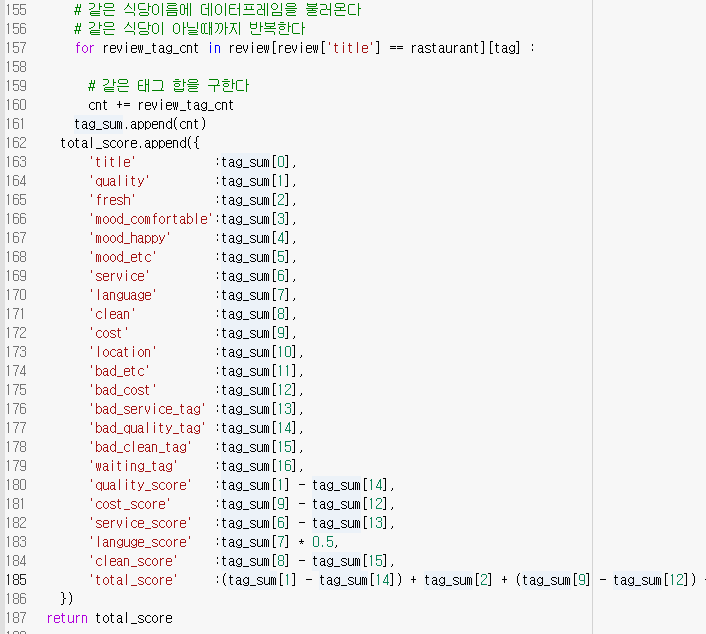 155 # 같은 식당이름에 데이터프레임을 불러온다
156 # 같은 식당이 아닐때까지 반복한다
157 for review_tag_cnt in review[review['title'] == rastaurant][tag] :
158
159 # 같은 태그 합을 구한다
160 cnt += review_tag_cnt
161 tag_sum.append(cnt)
162 total_score.append({
163 'title' :tag_sum[0],
164 'quality' :tag_sum[1],
165 'fresh' :tag_sum[2],
166 'mood_comfortable':tag_sum[3],
167 'mood_happy' :tag_sum[4],
168 'mood_etc' :tag_sum[5],
169 'service' :tag_sum[6],
170 'language' :tag_sum[7],
171 'clean' :tag_sum[8],
172 'cost' :tag_sum[9],
173 'location' :tag_sum[10],
174 'bad_etc' :tag_sum[11],
175 'bad_cost' :tag_sum[12],
176 'bad_service_tag' :tag_sum[13],
177 'bad_quality_tag' :tag_sum[14],
178 'bad_clean_tag' :tag_sum[15],
179 'waiting_tag' :tag_sum[16],
180 'quality_score' :tag_sum[1] - tag_sum[14],
181 'cost_score' :tag_sum[9] - tag_sum[12],
182 'service_score' :tag_sum[6] - tag_sum[13],
183 'languge_score' :tag_sum[7] * 0.5,
184 'clean_score' :tag_sum[8] - tag_sum[15],
185 'total_score' :(tag_sum[1] - tag_sum[14]) + tag_sum[2] + (tag_sum[9] - tag_sum[12])
186 })
187 return total_score